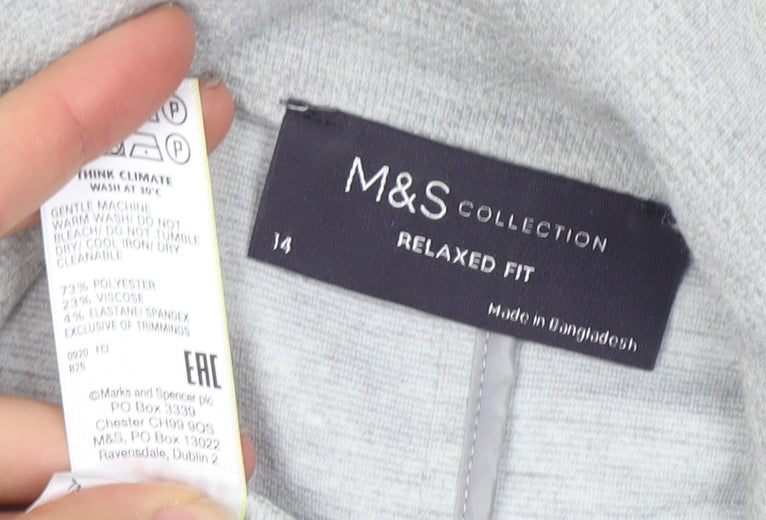 P
P
THINK CLIMATE
WASH AT 30°C
GENTLE MACHINE
WARM WASH/ DO NOT
BLEACH/ DO NOT TUMBLE
DRY/ COOL IRON/ DRY
CLEANABLE
73% POLYESTER
23% VISCOSE
4% ELASTANE/ SPANDEX
EXCLUSIVE OF TRIMMINGS
0920 FCI
EAC
©Marks and Spencer plc
PO Box 3339
Chester CH99 9QS
M&S, PO Box 13022
Ravensdale, Dublin 2
M&S COLLECTION
RELAXED FIT
14
Made in Bangladesh